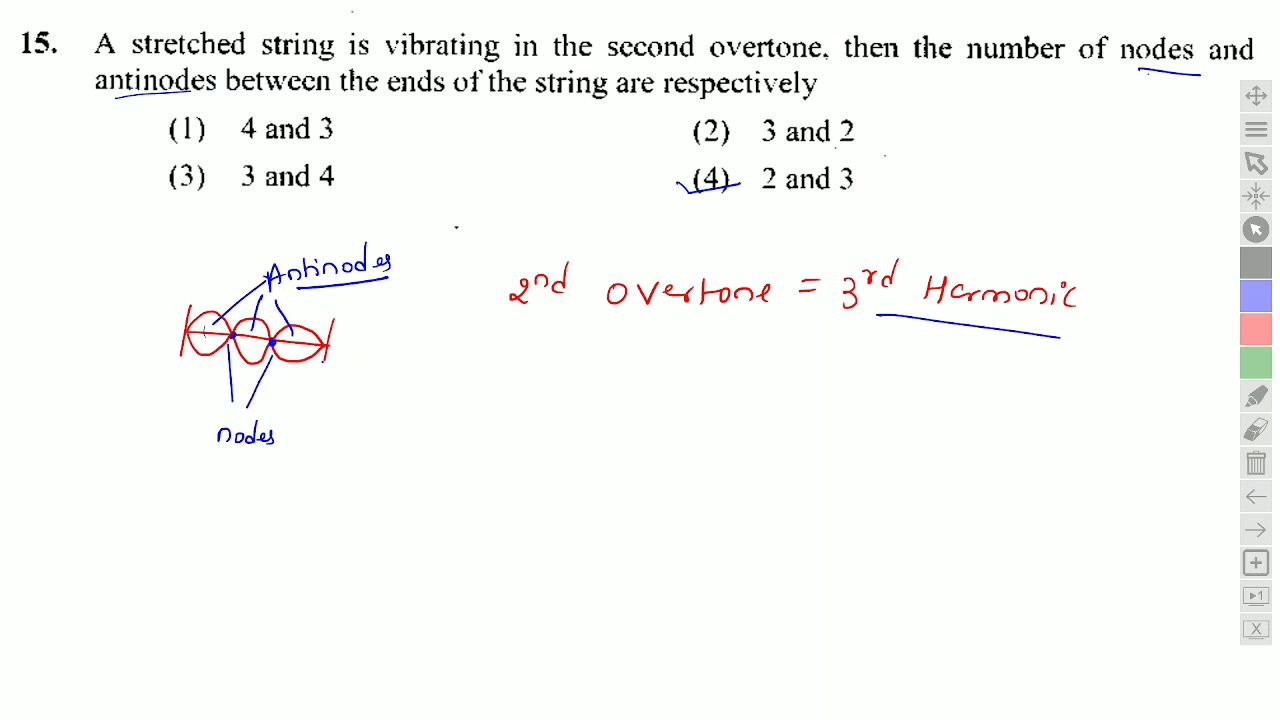 15. A stretched string is vibrating in the second overtone, then the number of nodes and
antinodes between the ends of the string are respectively
(1) 4 and 3
(2) 3 and 2
(3) 3 and 4
(4) 2 and 3
Antinodes
2nd overtone = 3rd Harmonic
nodes
1
X